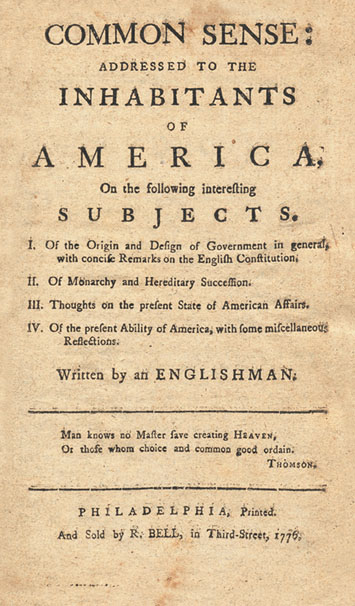 COMMON SENSE:
ADDRESSED TO THE
INHABITANTS
OF
AMERICA,
On the following intereſting
SUBJECTS.
I. Of the Origin and Deſign of Government in general,
with conciſe Remarks on the Engliſh Conſtitution.
II. Of Monarchy and Hereditary Succeſſion.
III. Thoughts on the preſent State of American Affairs.
IV. Of the preſent Ability of America, with ſome miſcellaneous
Reflections.
Written by an ENGLISHMAN.
Man knows no Maſter ſave creating HEAVEN,
Or thoſe whom choice and common good ordain.
THOMSON.
PHILADELPHIA, Printed.
And Sold by R. BELL, in Third-Street, 1776.